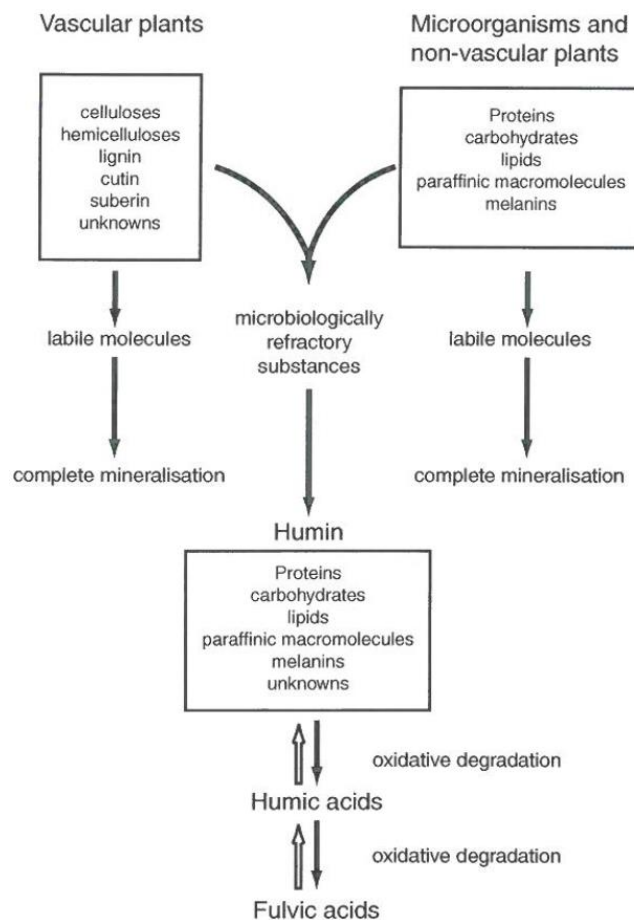 Vascular plants
celluloses
hemicelluloses
lignin
cutin
suberin
unknowns
labile molecules
complete mineralisation
Microorganisms and
non-vascular plants
Proteins
carbohydrates
lipids
paraffinic macromolecules
melanins
labile molecules
complete mineralisation
microbiologically
refractory
substances
Humin
Proteins
carbohydrates
lipids
paraffinic macromolecules
melanins
unknowns
oxidative degradation
Humic acids
oxidative degradation
Fulvic acids